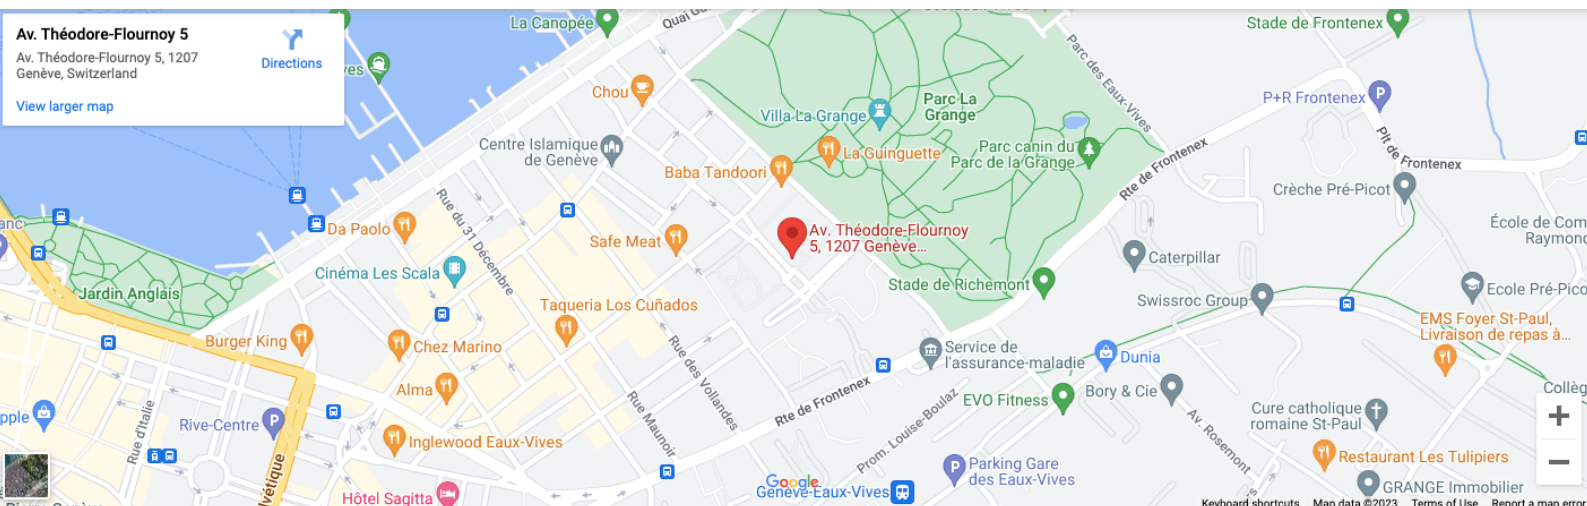 Av. Théodore-Flournoy 5
Av. Théodore-Flournoy 5, 1207
Genève, Switzerland
Directions
View larger map
La Canopée
Stade de Frontenex
Parc des Eaux-Vives
Chou
P+R Frontenex
Villa La Grange
Parc La
Grange
Plt de Frontenex
Centre Islamique
de Genève
La Guinguette
Parc canin du
Parc de la Grange
Rte de Frontenex
Baba Tandoori
Crèche Pré-Picot
Rue du 31 Décembre
Da Paolo
Safe Meat
Av. Théodore-Flournoy
5, 1207 Genève...
École de Com
Raymond
Caterpillar
Cinéma Les Scala
Stade de Richemont
Swissroc Group
Ecole Pré-Pico
Jardin Anglais
Taqueria Los Cuñados
EMS Foyer St-Paul,
Livraison de repas à...
Burger King
Chez Marino
Rue des Vollandes
Service de
l'assurance-maladie
Dunia
Alma
Rue Maunoir
Rte de Frontenex
Prom. Louise-Boulaz
EVO Fitness
Bory & Cie
Collèg
Rue d'Italie
Rive-Centre
Av. Rosemont
Cure catholique
romaine St-Paul
Inglewood Eaux-Vives
Restaurant Les Tulipiers
Parking Gare
des Eaux-Vives
Google
Genève-Eaux-Vives
Hôtel Sagitta
GRANGE Immobilier
Keyboard shortcuts
Map data ©2023
Terms of Use
Report a map error